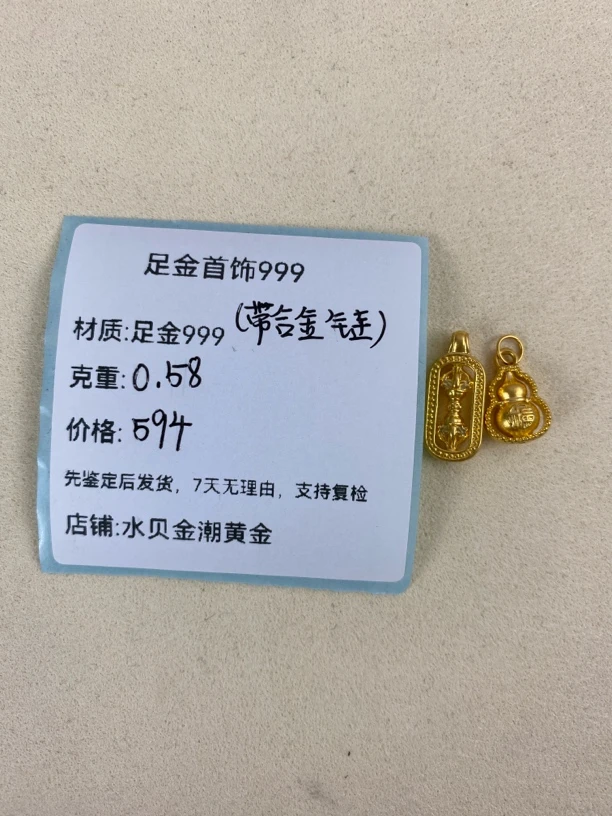 足金首饰999
材质:足金999 (带合金链)
克重:0.58
价格:594
先鉴定后发货，7天无理由，支持复检
店铺:水贝金潮黄金
福